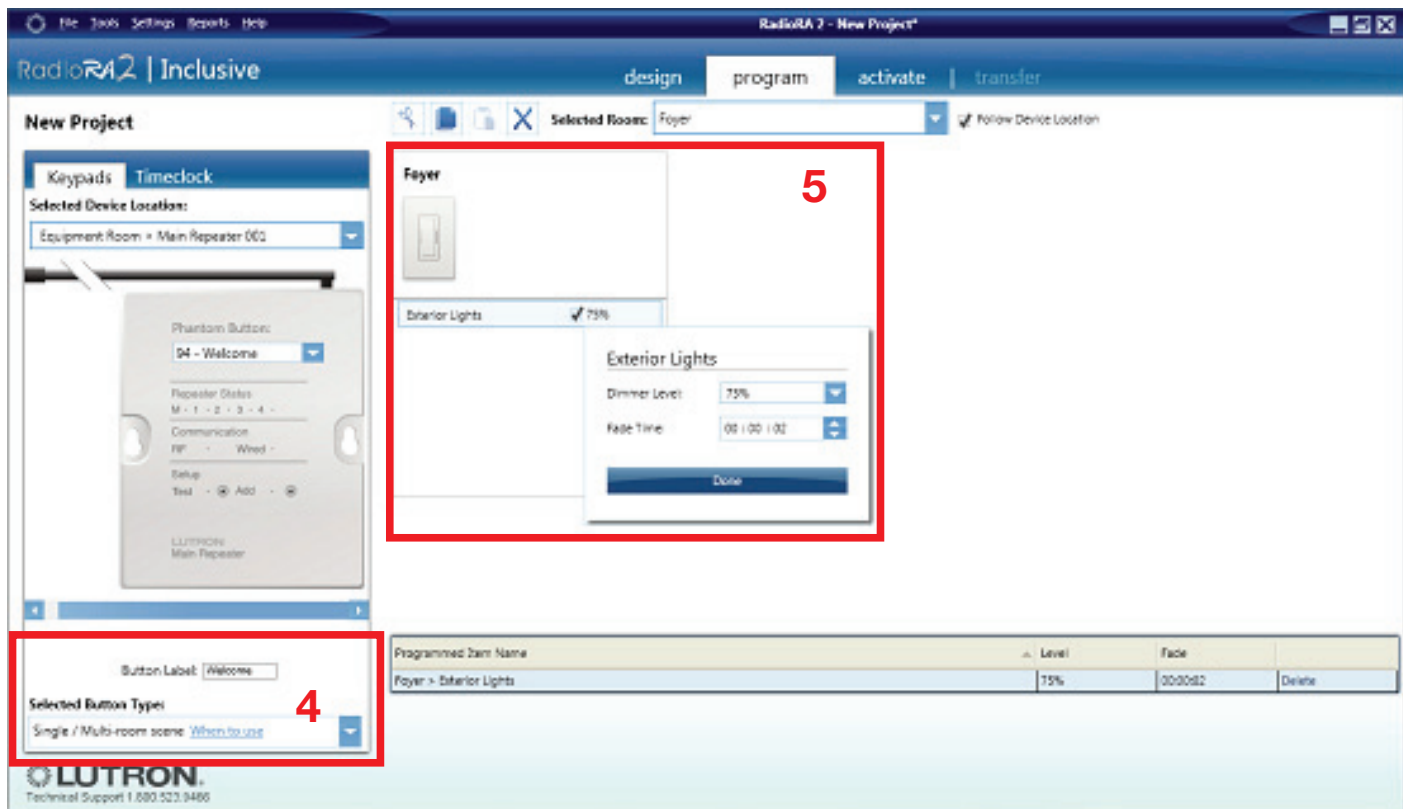 File Tools Settings Reports Help
RadioRA 2 - New Project*
RadioRA2 | Inclusive
design program activate | transfer
New Project
Selected Room: Foyer
Follow Device Location
Keypads Timeclock
Selected Device Location:
Equipment Room » Main Repeater 001
Phantom Button:
94 - Welcome
Repeater Status
M - 1 - 2 - 3 - 4 -
Communication
RF - Wired -
Setup
Test - Add -
LUTRON
Main Repeater
Button Label: Welcome
Selected Button Type:
Single / Multi-room scene When to use
4
Foyer
5
Exterior Lights 75%
Exterior Lights
Dimmer Level: 75%
Fade Time 00 : 00 : 02
Done
Programmed Item Name Level Fade
Foyer > Exterior Lights 75% 00:00:02 Delete
LUTRON.
Technical Support 1.800.523.9466